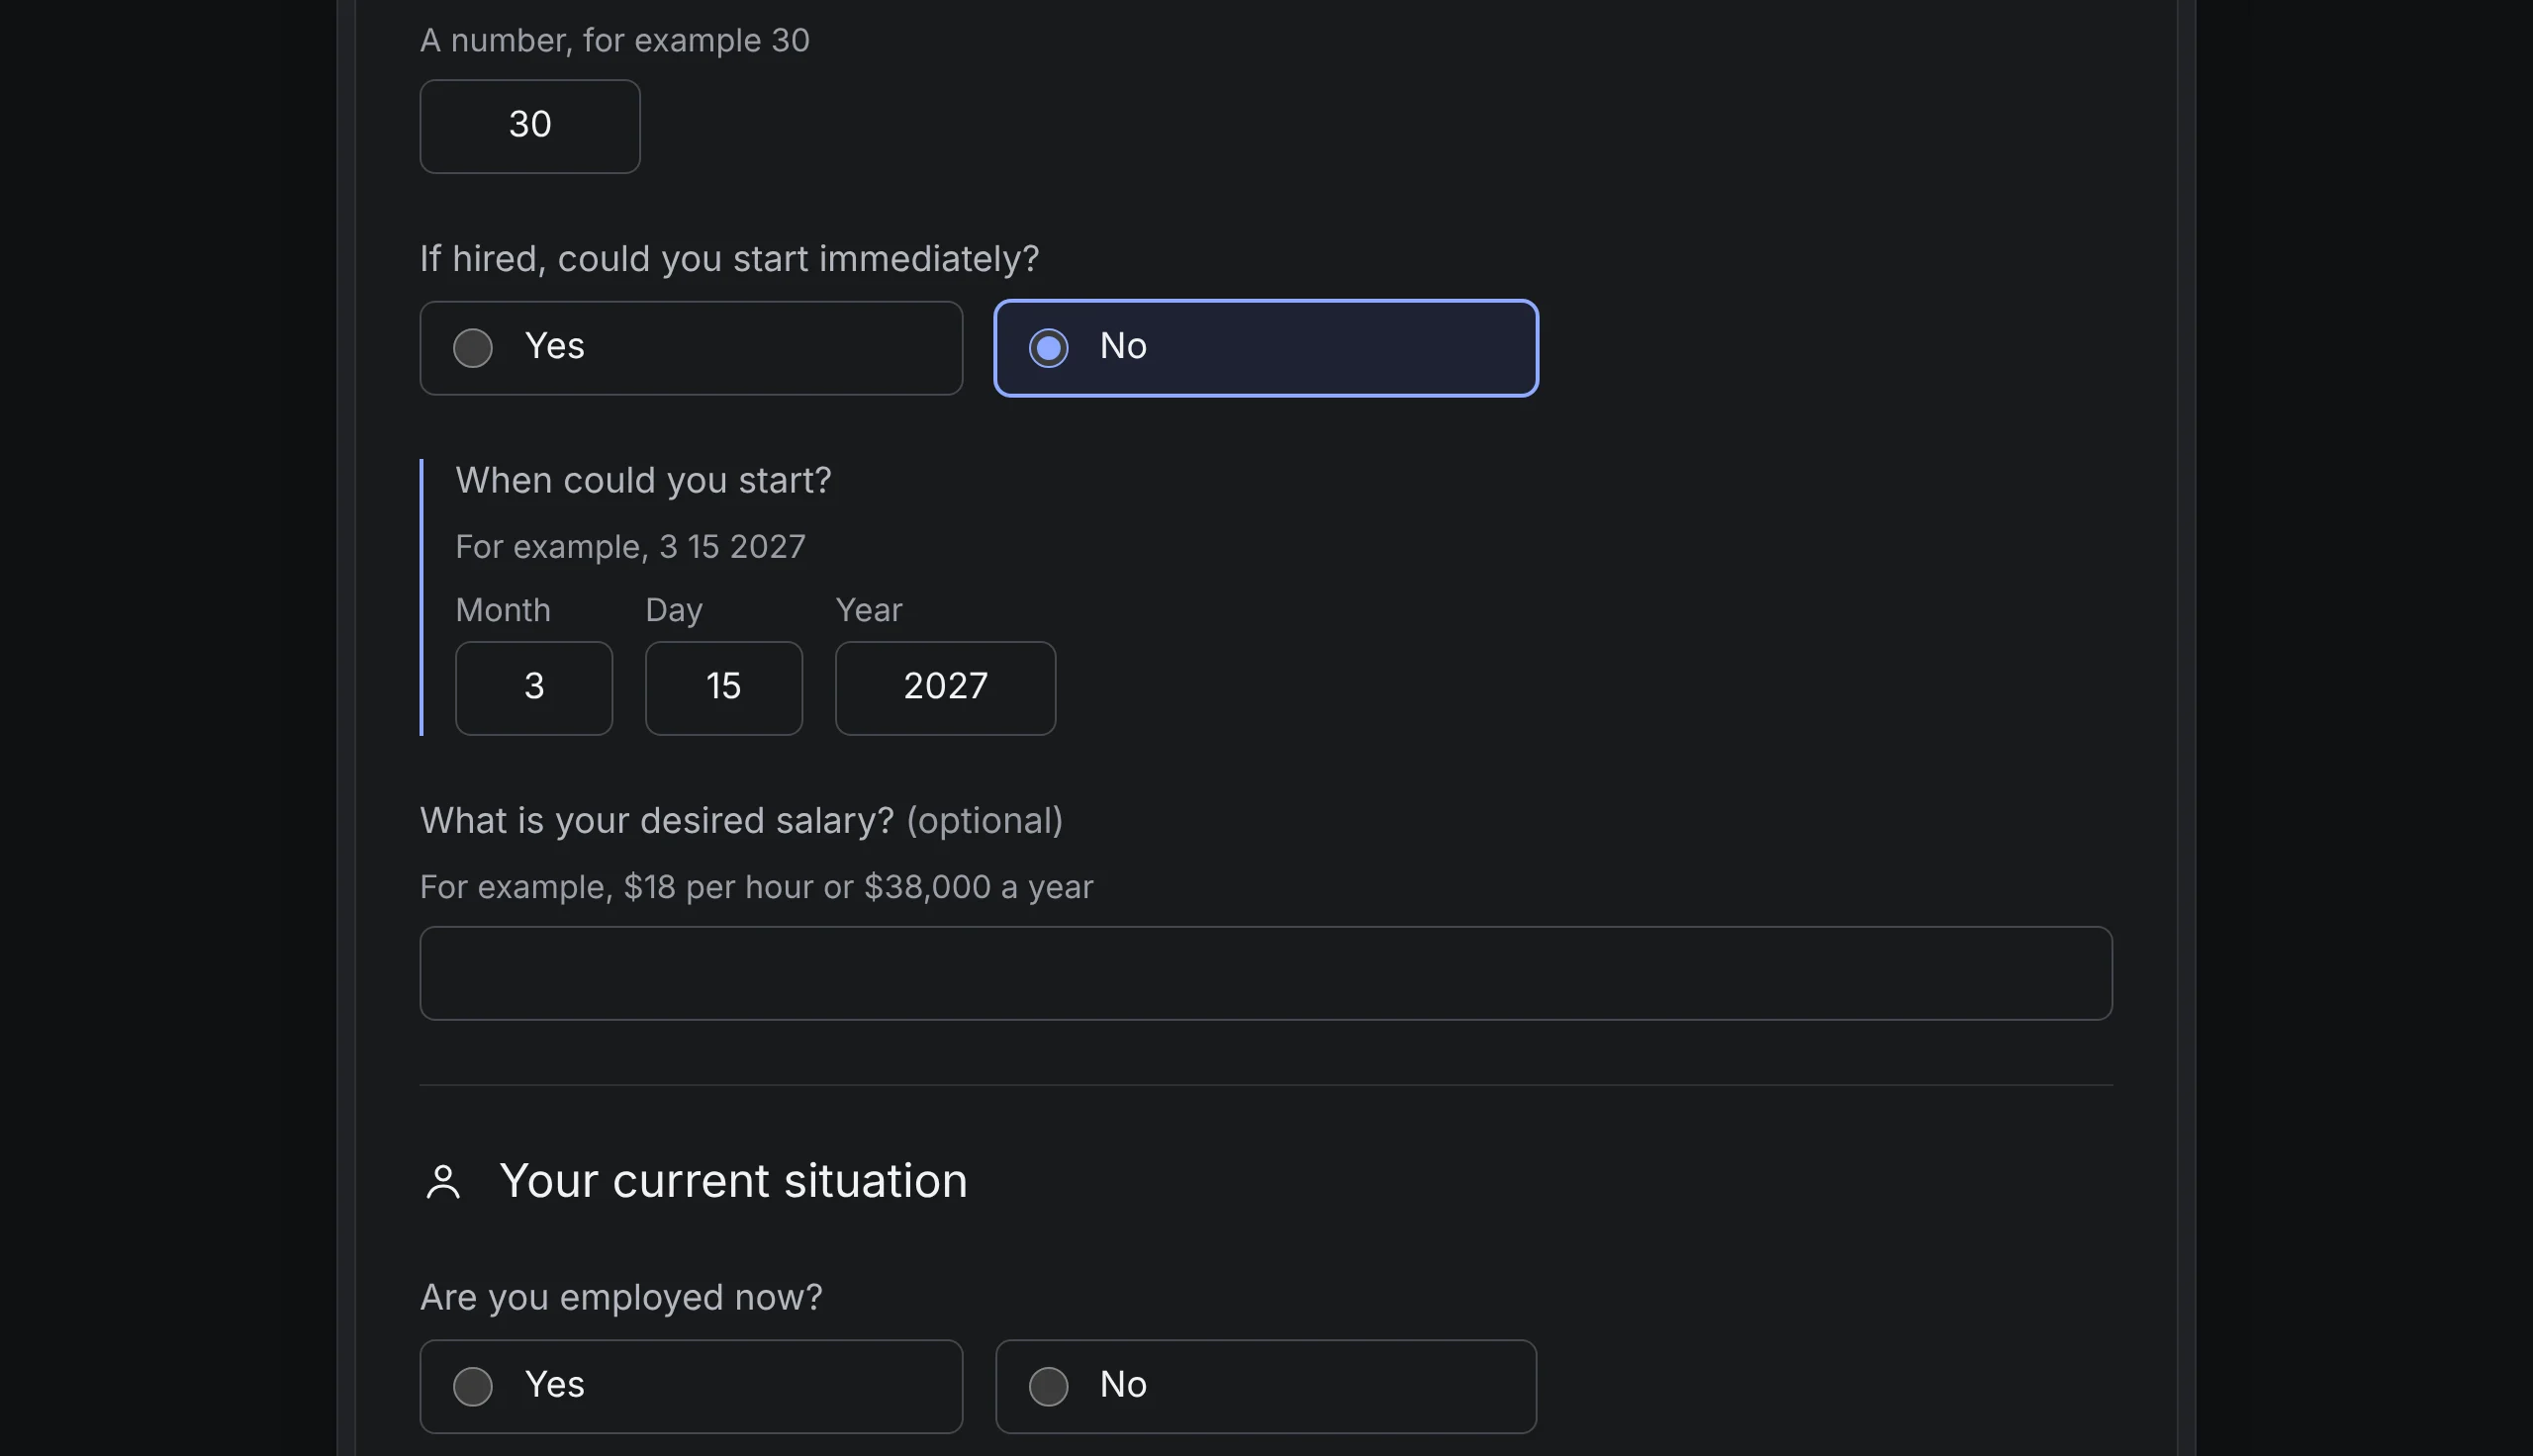 A number, for example 30
30
If hired, could you start immediately?
Yes No
When could you start?
For example, 3 15 2027
Month Day Year
3 15 2027
What is your desired salary? (optional)
For example, $18 per hour or $38,000 a year
Your current situation
Are you employed now?
Yes No